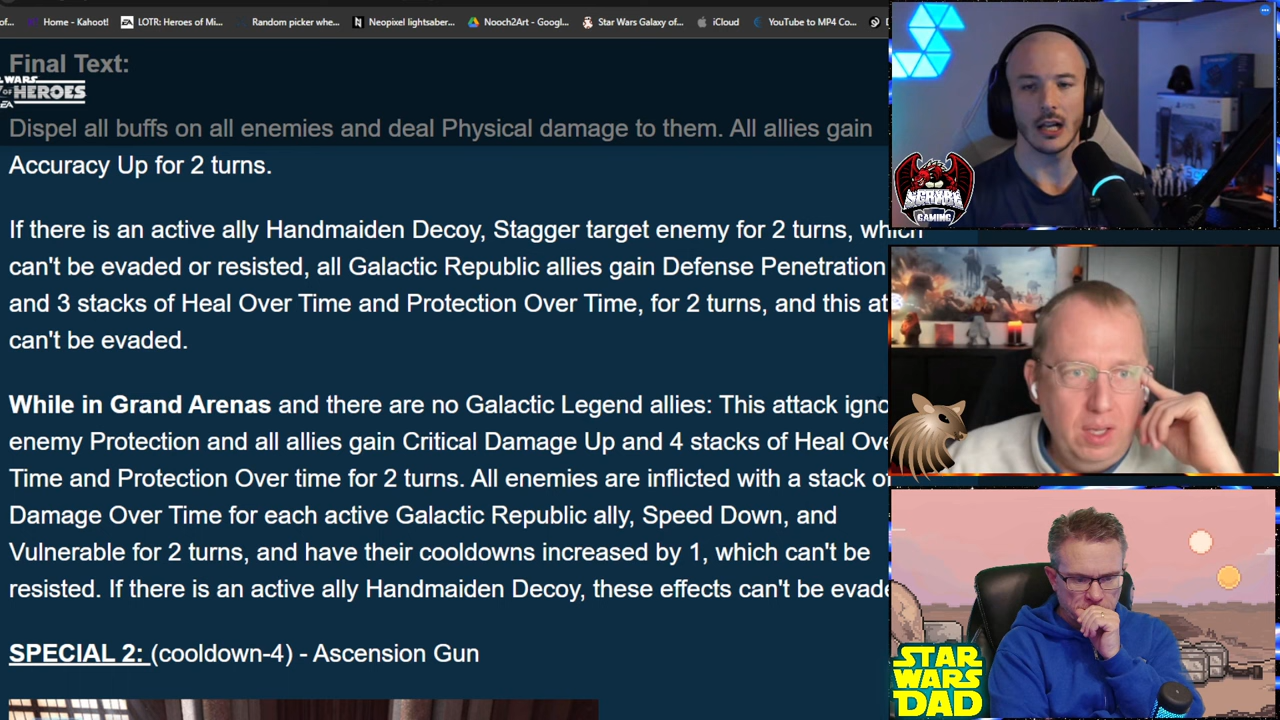 Home - Kahoot!
LOTR: Heroes of Mi...
Random picker whe...
Neopixel lightsaber...
Nooch2Art - Googl...
Star Wars Galaxy of...
iCloud
YouTube to MP4 Co...
Final Text:
WARS
OF HEROES
EA
Dispel all buffs on all enemies and deal Physical damage to them. All allies gain
Accuracy Up for 2 turns.
If there is an active ally Handmaiden Decoy, Stagger target enemy for 2 turns, which
can't be evaded or resisted, all Galactic Republic allies gain Defense Penetration
and 3 stacks of Heal Over Time and Protection Over Time, for 2 turns, and this at
can't be evaded.
While in Grand Arenas and there are no Galactic Legend allies: This attack igno
enemy Protection and all allies gain Critical Damage Up and 4 stacks of Heal Ove
Time and Protection Over time for 2 turns. All enemies are inflicted with a stack o
Damage Over Time for each active Galactic Republic ally, Speed Down, and
Vulnerable for 2 turns, and have their cooldowns increased by 1, which can't be
resisted. If there is an active ally Handmaiden Decoy, these effects can't be evade
SPECIAL 2: (cooldown-4) - Ascension Gun
GAMING
STAR
WARS
DAD